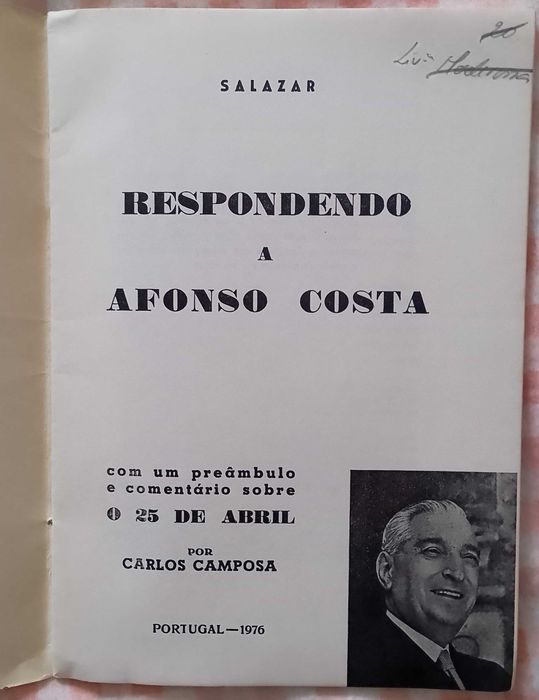 20
SALAZAR
RESPONDENDO
A
AFONSO COSTA
com um preâmbulo
e comentário sobre
O 25 DE ABRIL
POR
CARLOS CAMPOSA
PORTUGAL—1976